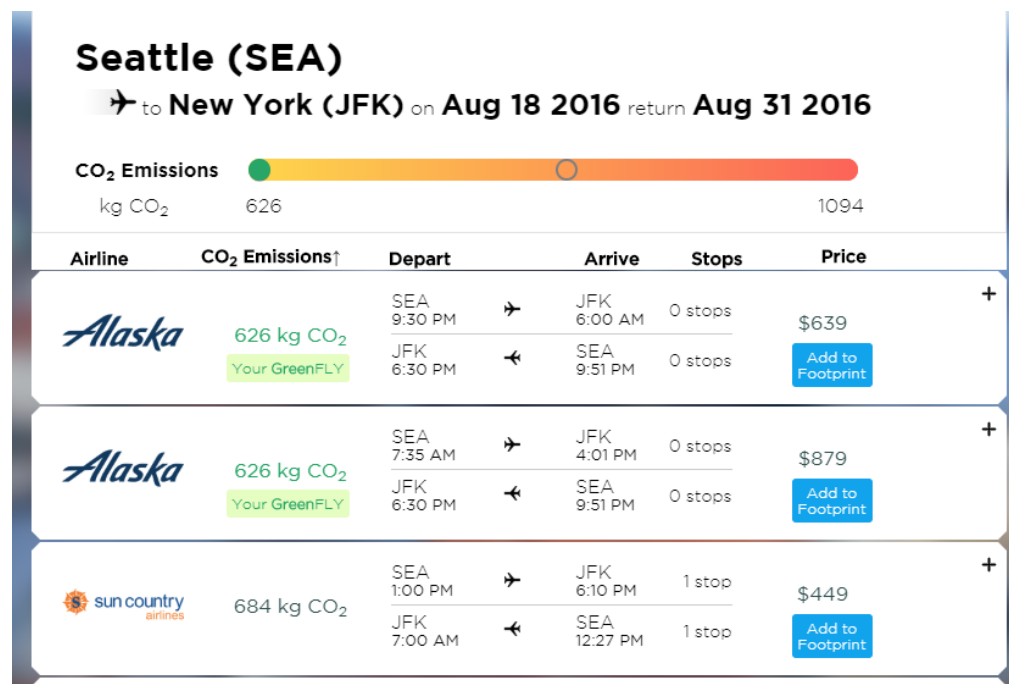 Seattle (SEA)
to New York (JFK) on Aug 18 2016 return Aug 31 2016
CO₂ Emissions
kg CO₂ 626 1094
Airline CO₂ Emissions↑ Depart Arrive Stops Price
Alaska
626 kg CO₂
Your GreenFLY
SEA JFK
9:30 PM 6:00 AM 0 stops
JFK SEA
6:30 PM 9:51 PM 0 stops
$639
Add to
Footprint
+
Alaska
626 kg CO₂
Your GreenFLY
SEA JFK
7:35 AM 4:01 PM 0 stops
JFK SEA
6:30 PM 9:51 PM 0 stops
$879
Add to
Footprint
+
sun country
airlines
684 kg CO₂
SEA JFK
1:00 PM 6:10 PM 1 stop
JFK SEA
7:00 AM 12:27 PM 1 stop
$449
Add to
Footprint
+